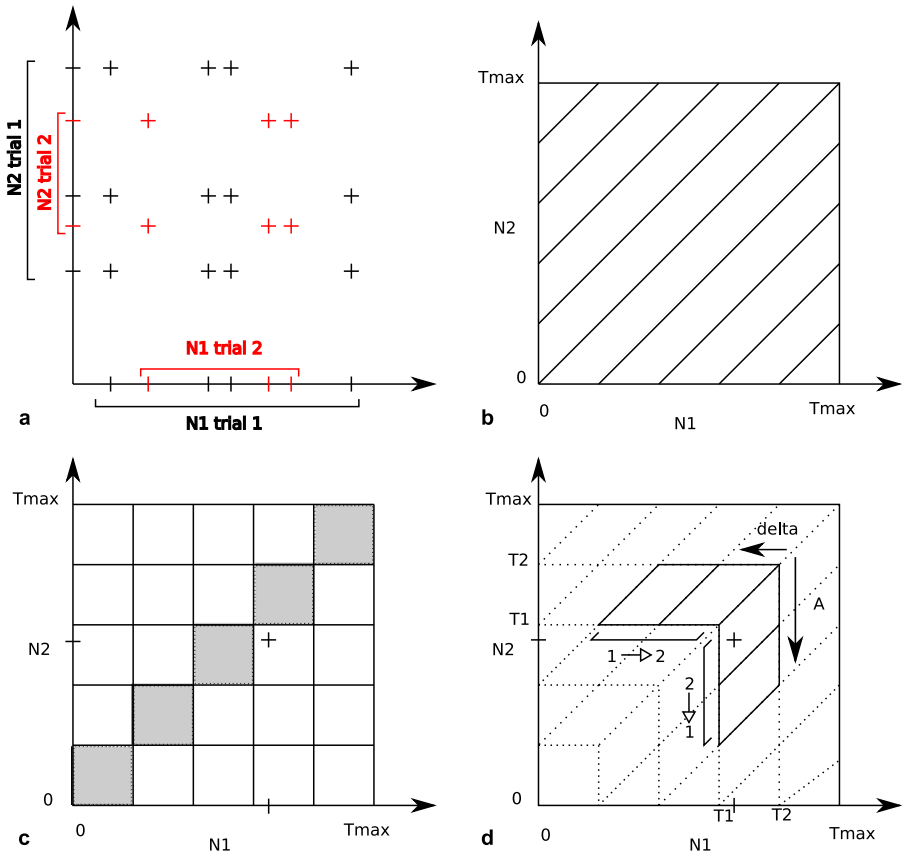 N2 trial 1
N2 trial 2
N1 trial 2
N1 trial 1
a
Tmax
N2
0
0
N1
Tmax
b
Tmax
N2
0
0
N1
Tmax
c
Tmax
T2
T1
N2
0
delta
A
1 2
2
1
0
T1
T2
N1
Tmax
d